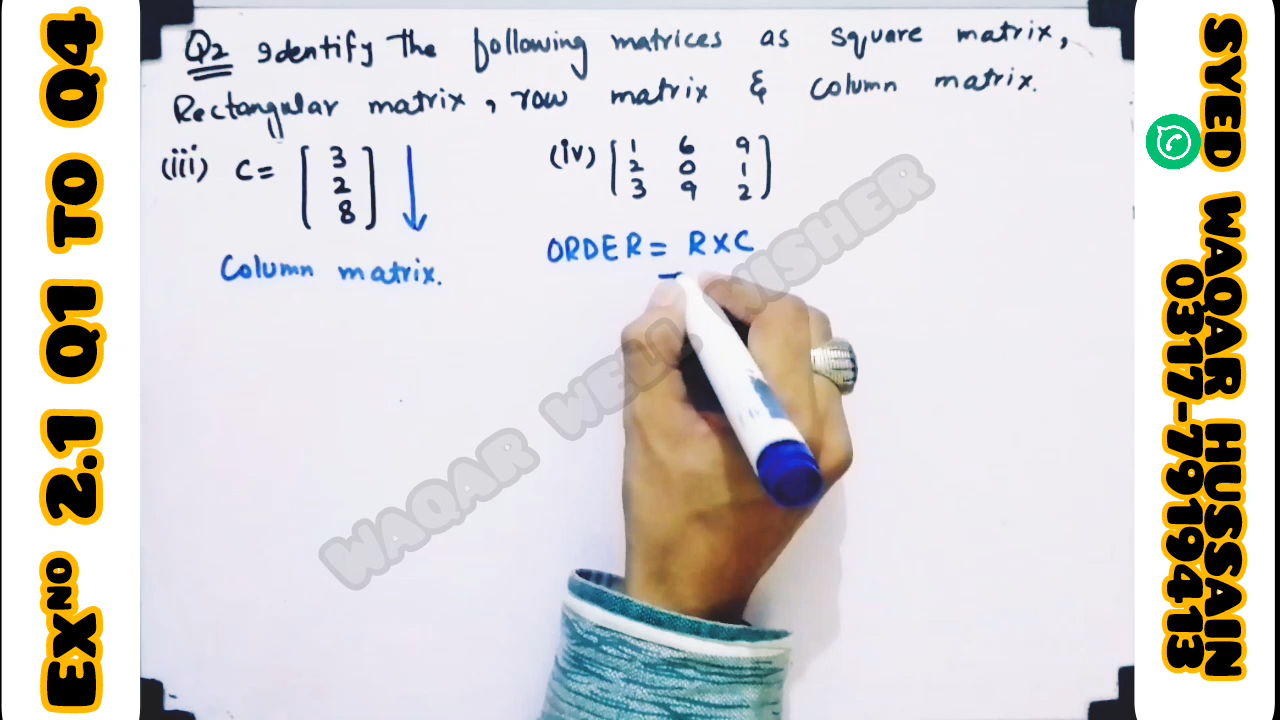 EXNO 2.1 Q1 TO Q4
Q2 Identify the following matrices as square matrix,
Rectangular matrix, row matrix & column matrix.
(iii) C = [ 3 (iv) [ 1 6 9
2 2 0 1
8 ] 3 9 2 ]
ORDER = R×C
Column matrix.
WAQAR WELL WISHER
SYED WAQAR HUSSAIN
0317-7919413